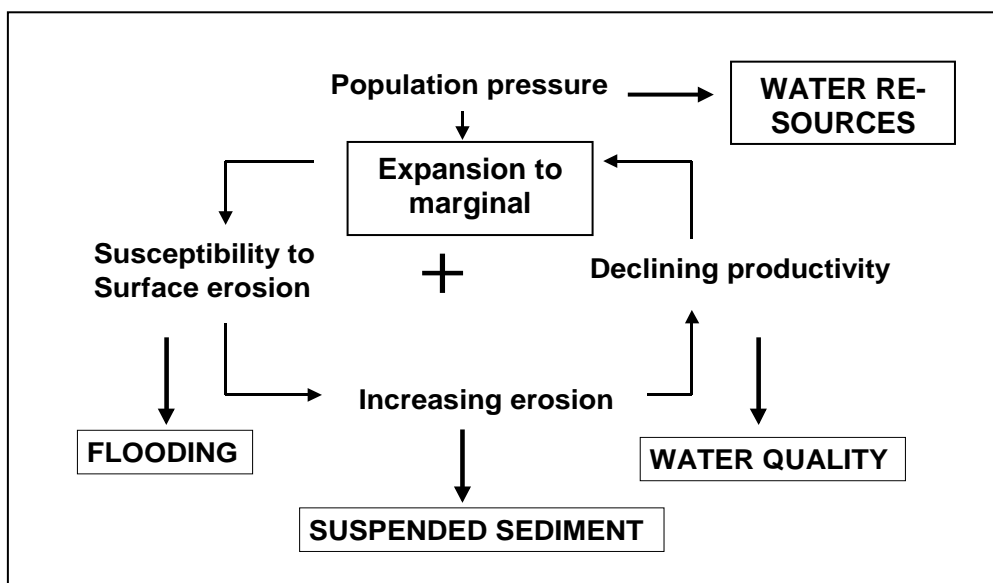 Population pressure
WATER RE-
SOURCES
Expansion to
marginal
Susceptibility to
Surface erosion
+
Declining productivity
Increasing erosion
FLOODING
WATER QUALITY
SUSPENDED SEDIMENT